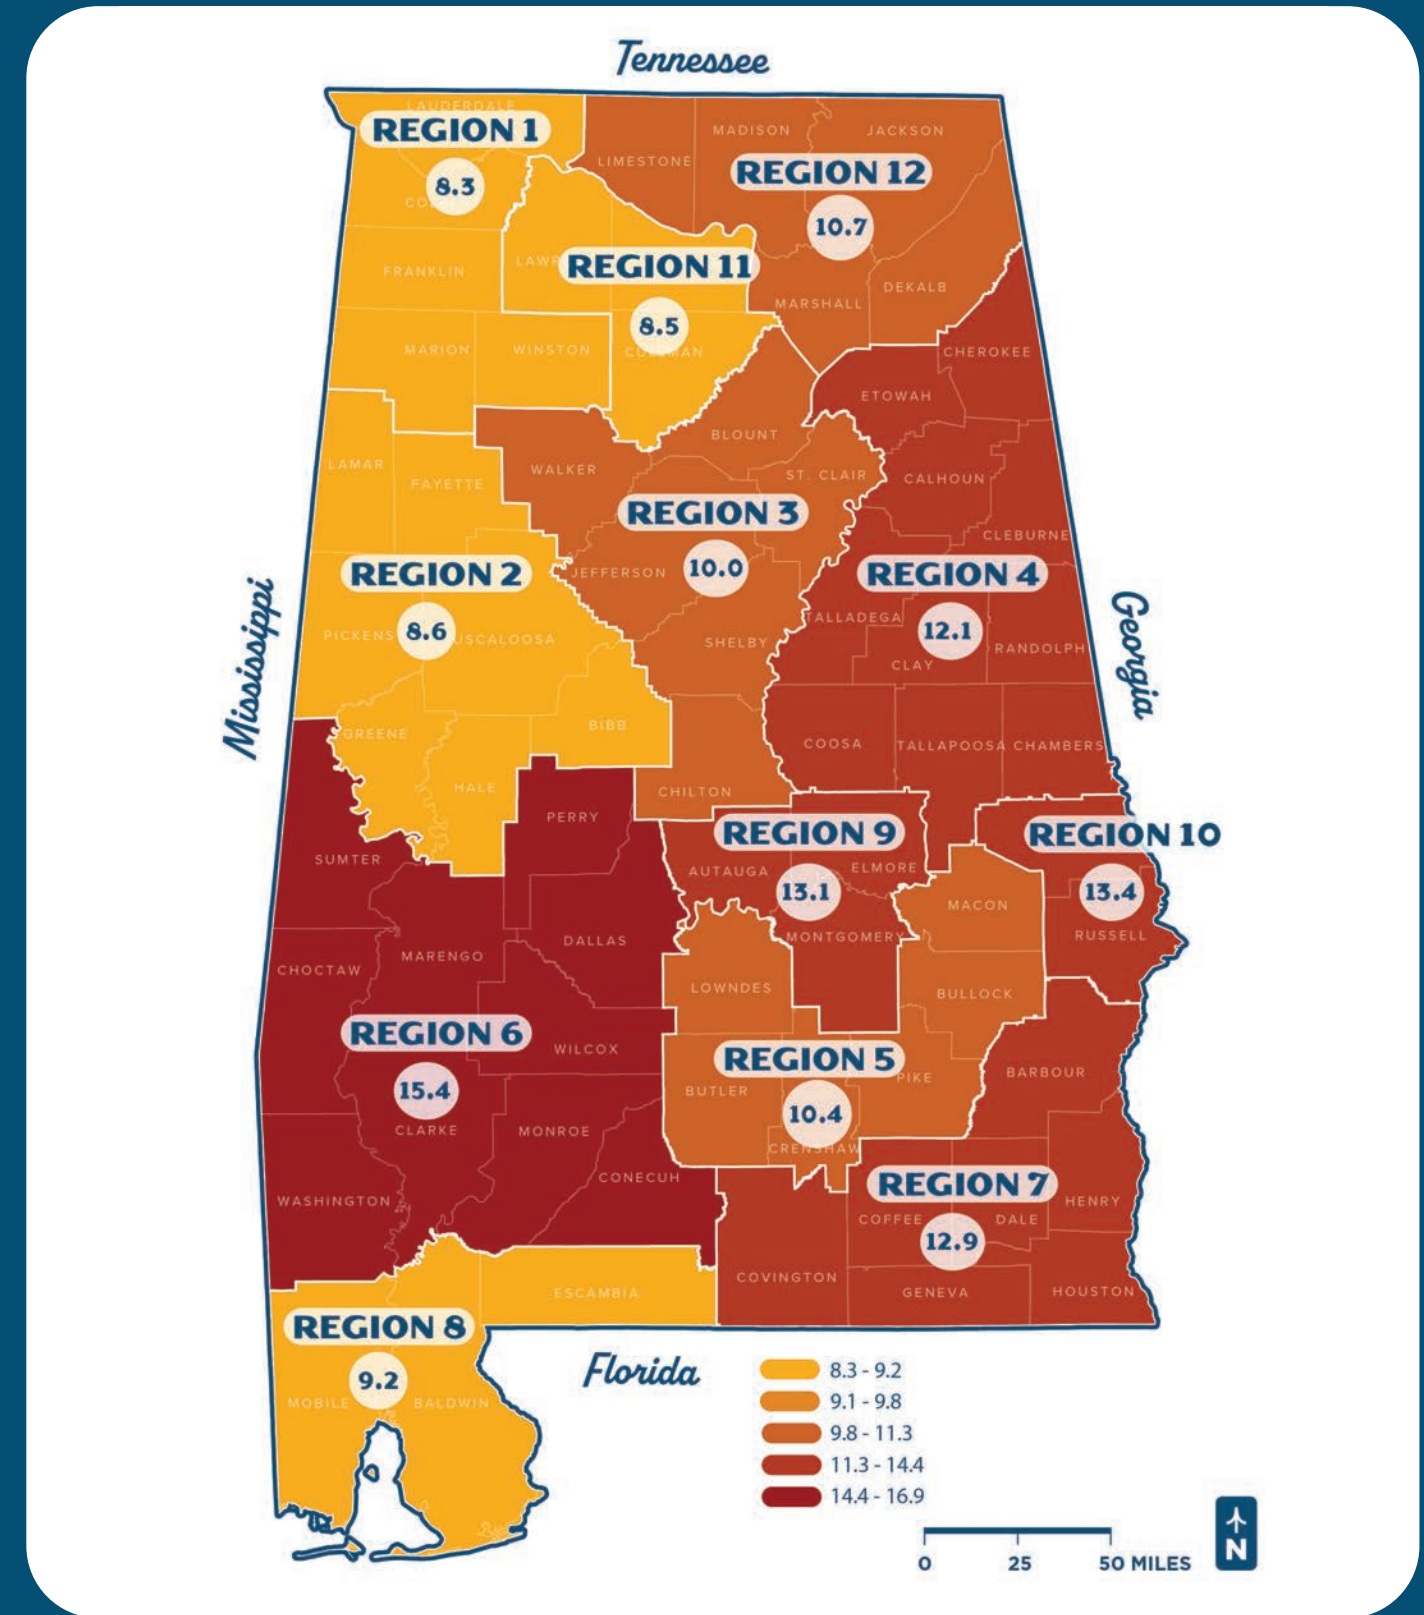 Tennessee
LAUDERDALE
REGION 1
8.3
FRANKLIN
MARION
WINSTON
LIMESTONE
MADISON
JACKSON
REGION 12
10.7
MARSHALL
DEKALB
REGION 11
8.5
CHEROKEE
ETOWAH
BLOUNT
ST. CLAIR
WALKER
CALHOUN
LAMAR
FAYETTE
REGION 3
10.0
JEFFERSON
SHELBY
CLEBURNE
REGION 2
8.6
PICKENS
REGION 4
12.1
TALLADEGA
CLAY
RANDOLPH
Mississippi
Georgia
GREENE
BIBB
HALE
COOSA
TALLAPOOSA
CHAMBERS
CHILTON
PERRY
SUMTER
REGION 9
13.1
AUTAUGA
ELMORE
MONTGOMERY
REGION 10
13.4
RUSSELL
MACON
DALLAS
MARENGO
CHOCTAW
LOWNDES
BULLOCK
REGION 6
15.4
WILCOX
CLARKE
MONROE
CONECUH
WASHINGTON
REGION 5
10.4
BUTLER
PIKE
CRENSHAW
BARBOUR
REGION 7
12.9
COFFEE
DALE
HENRY
COVINGTON
GENEVA
HOUSTON
ESCAMBIA
REGION 8
9.2
MOBILE
BALDWIN
Florida
8.3 - 9.2
9.1 - 9.8
9.8 - 11.3
11.3 - 14.4
14.4 - 16.9
0 25 50 MILES
N